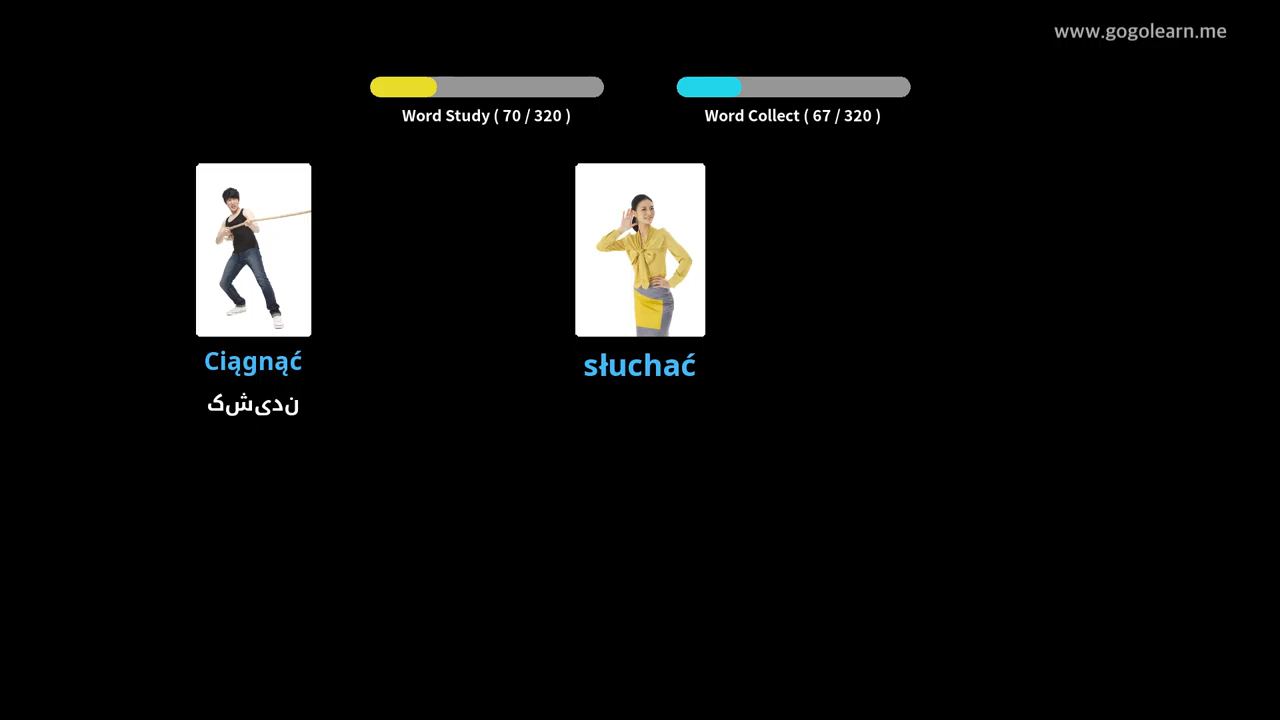 www.gogolearn.me
Word Study ( 70 / 320 )
Word Collect ( 67 / 320 )
Ciągnąć
کشیدن
słuchać